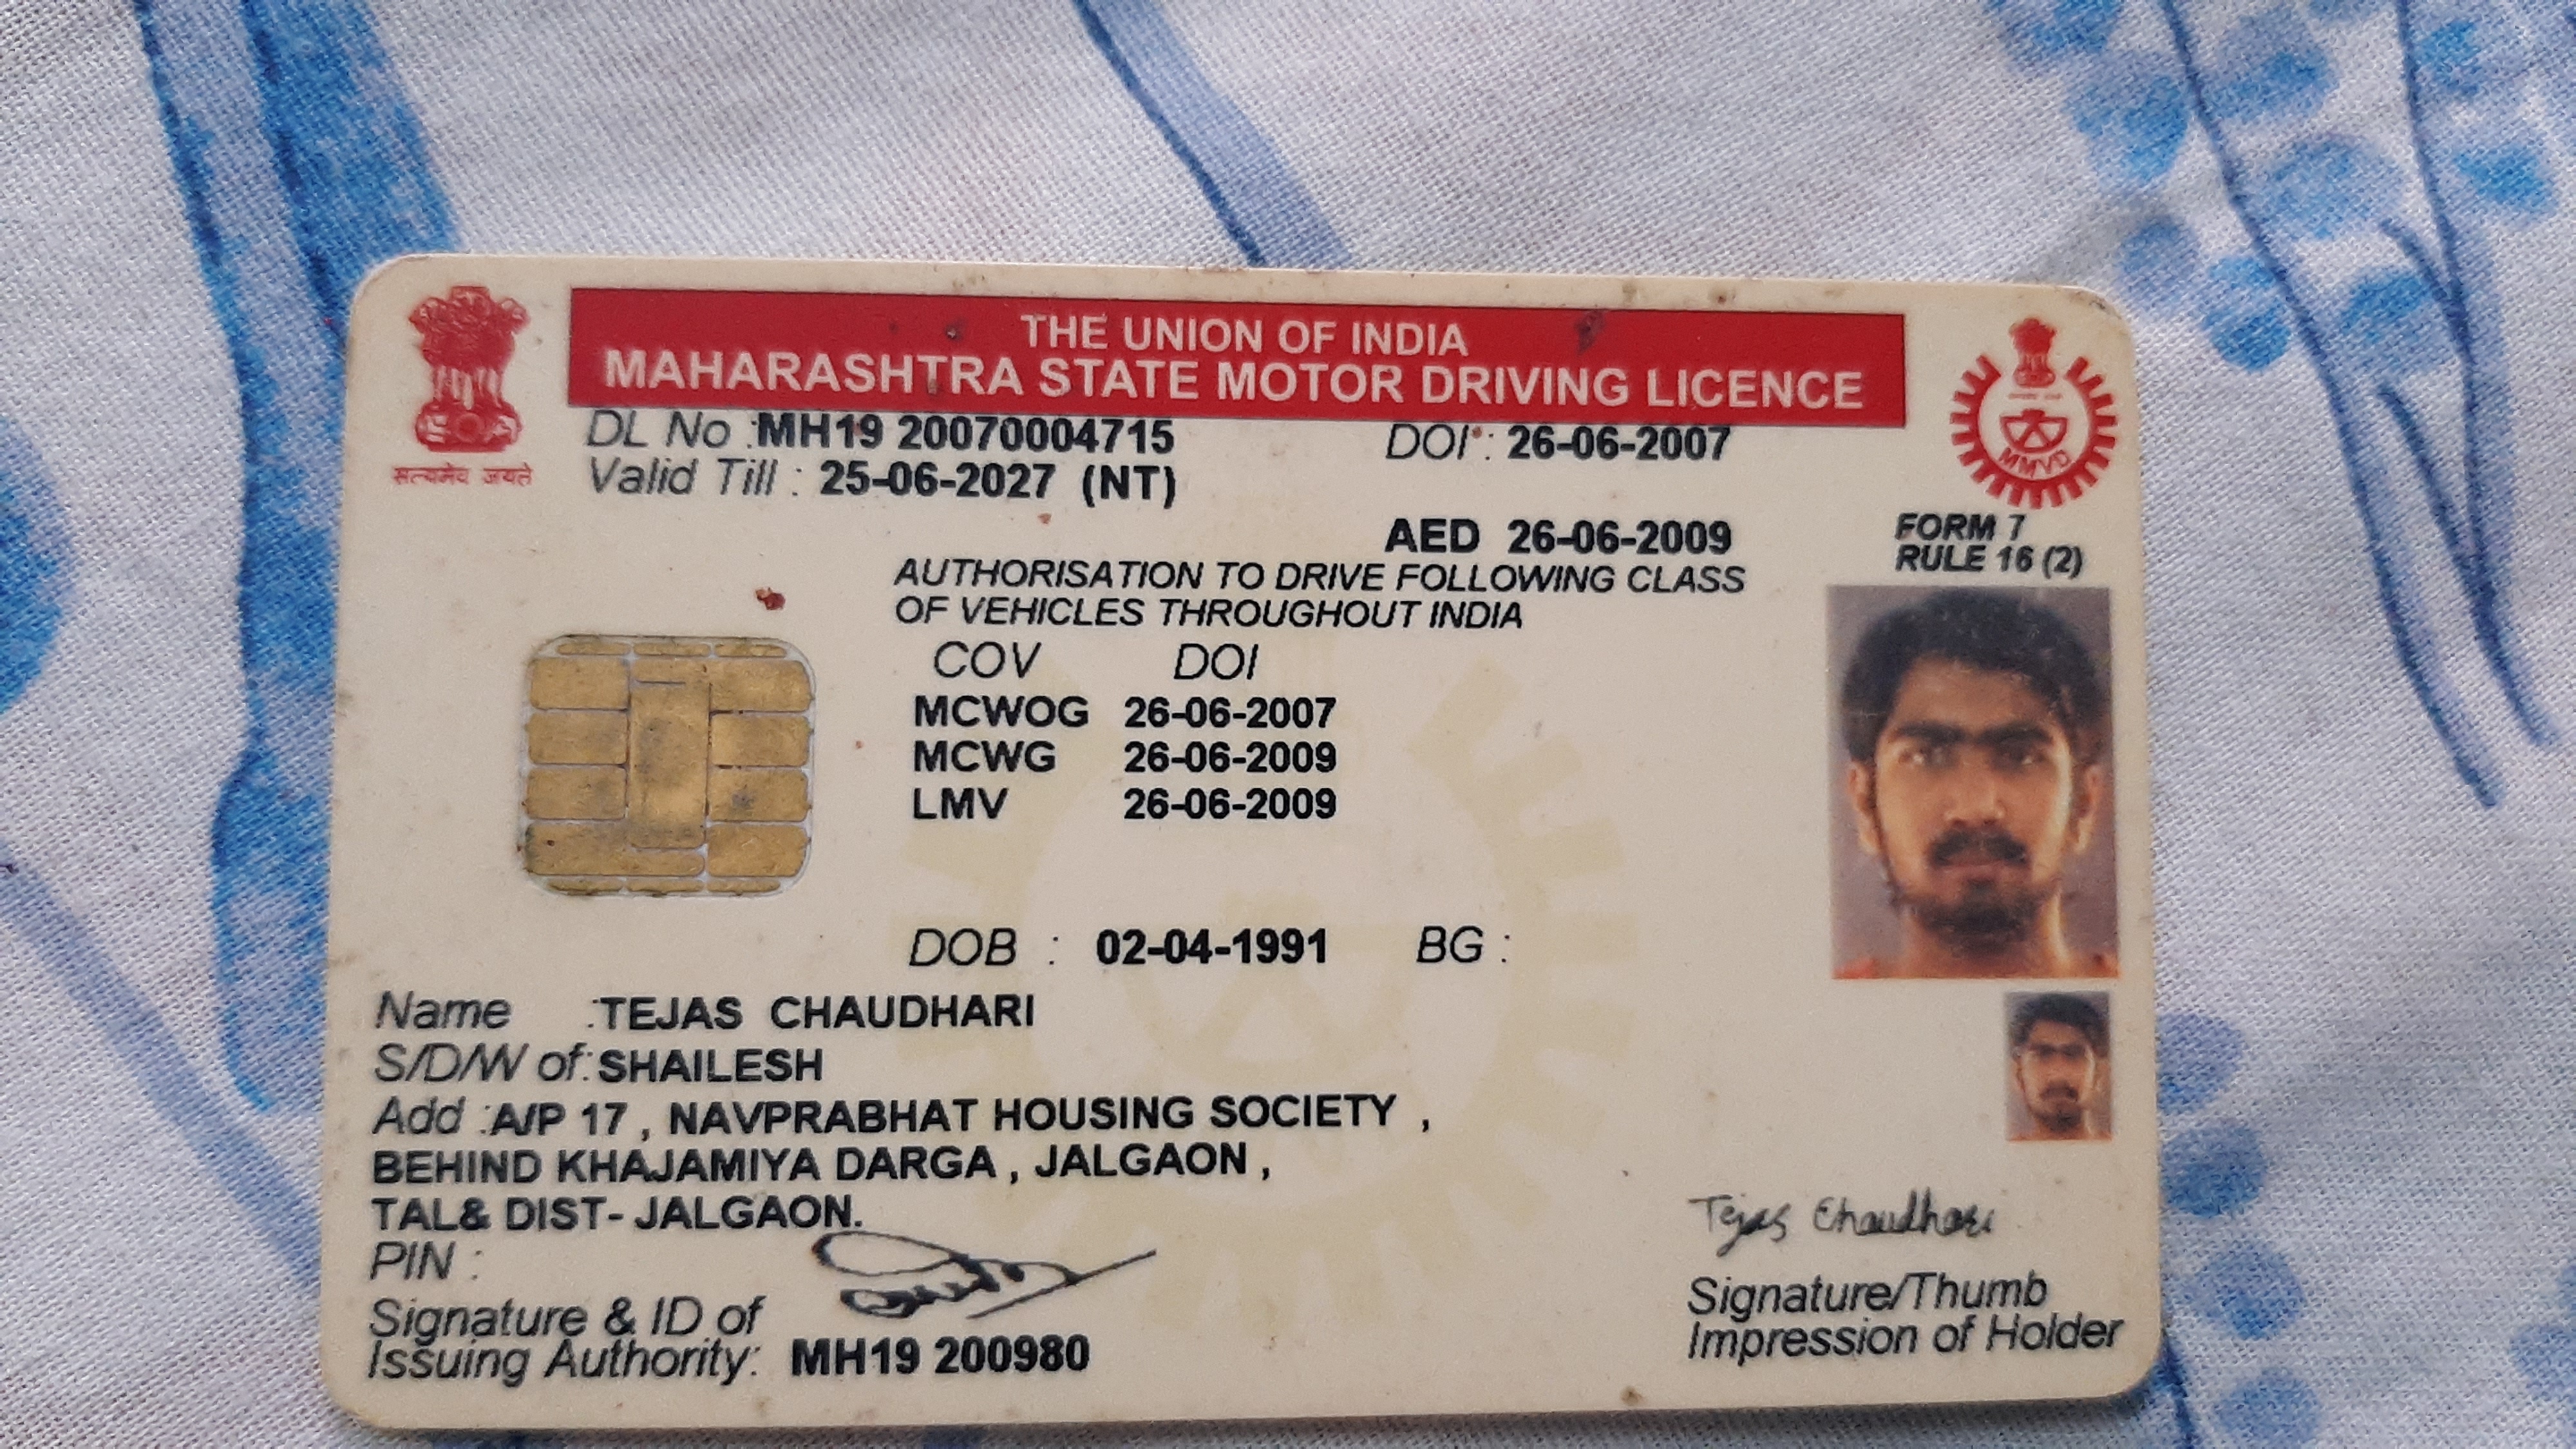 THE UNION OF INDIA
MAHARASHTRA STATE MOTOR DRIVING LICENCE
सत्यमेव जयते
MMVD
DL No : MH19 20070004715 DOI : 26-06-2007
Valid Till : 25-06-2027 (NT)
AED 26-06-2009
FORM 7
RULE 16 (2)
AUTHORISATION TO DRIVE FOLLOWING CLASS
OF VEHICLES THROUGHOUT INDIA
COV DOI
MCWOG 26-06-2007
MCWG 26-06-2009
LMV 26-06-2009
DOB : 02-04-1991 BG :
Name : TEJAS CHAUDHARI
S/D/W of : SHAILESH
Add : A/P 17 , NAVPRABHAT HOUSING SOCIETY ,
BEHIND KHAJAMIYA DARGA , JALGAON ,
TAL& DIST- JALGAON.
PIN :
Signature & ID of
Issuing Authority: MH19 200980
Tejas Chaudhari
Signature/Thumb
Impression of Holder